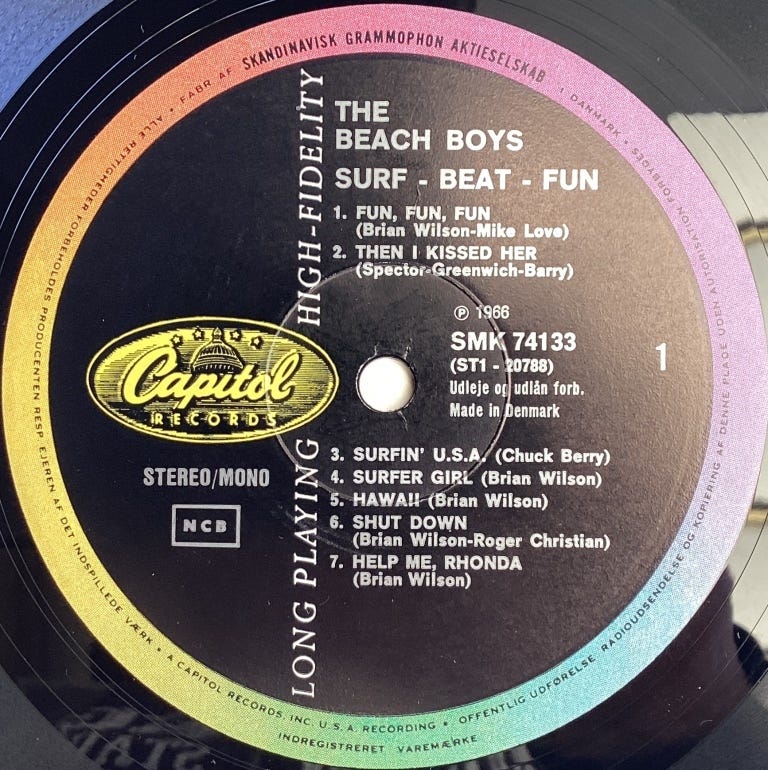 FABR. AF SKANDINAVISK GRAMMOPHON AKTIESELSKAB I DANMARK •
ALLE RETTIGHEDER FORBEHOLDES PRODUCENTEN RESP. EJEREN AF DET INDSPILLEDE VÆRK •
A CAPITOL RECORDS, INC. U.S.A. RECORDING •
OFFENTLIG UDFØRELSE RADIOUDSENDELSE OG KOPIERING AF DENNE PLADE UDEN AUTORISATION FORBYDES
INDREGISTRERET VAREMÆRKE
LONG PLAYING HIGH-FIDELITY
THE
BEACH BOYS
SURF - BEAT - FUN
1. FUN, FUN, FUN
(Brian Wilson-Mike Love)
2. THEN I KISSED HER
(Spector-Greenwich-Barry)
Ⓟ 1966
SMK 74133
(ST1 - 20788)
Udleje og udlån forb.
Made in Denmark
1
Capitol
RECORDS
STEREO/MONO
NCB
3. SURFIN' U.S.A. (Chuck Berry)
4. SURFER GIRL (Brian Wilson)
5. HAWAII (Brian Wilson)
6. SHUT DOWN
(Brian Wilson-Roger Christian)
7. HELP ME, RHONDA
(Brian Wilson)